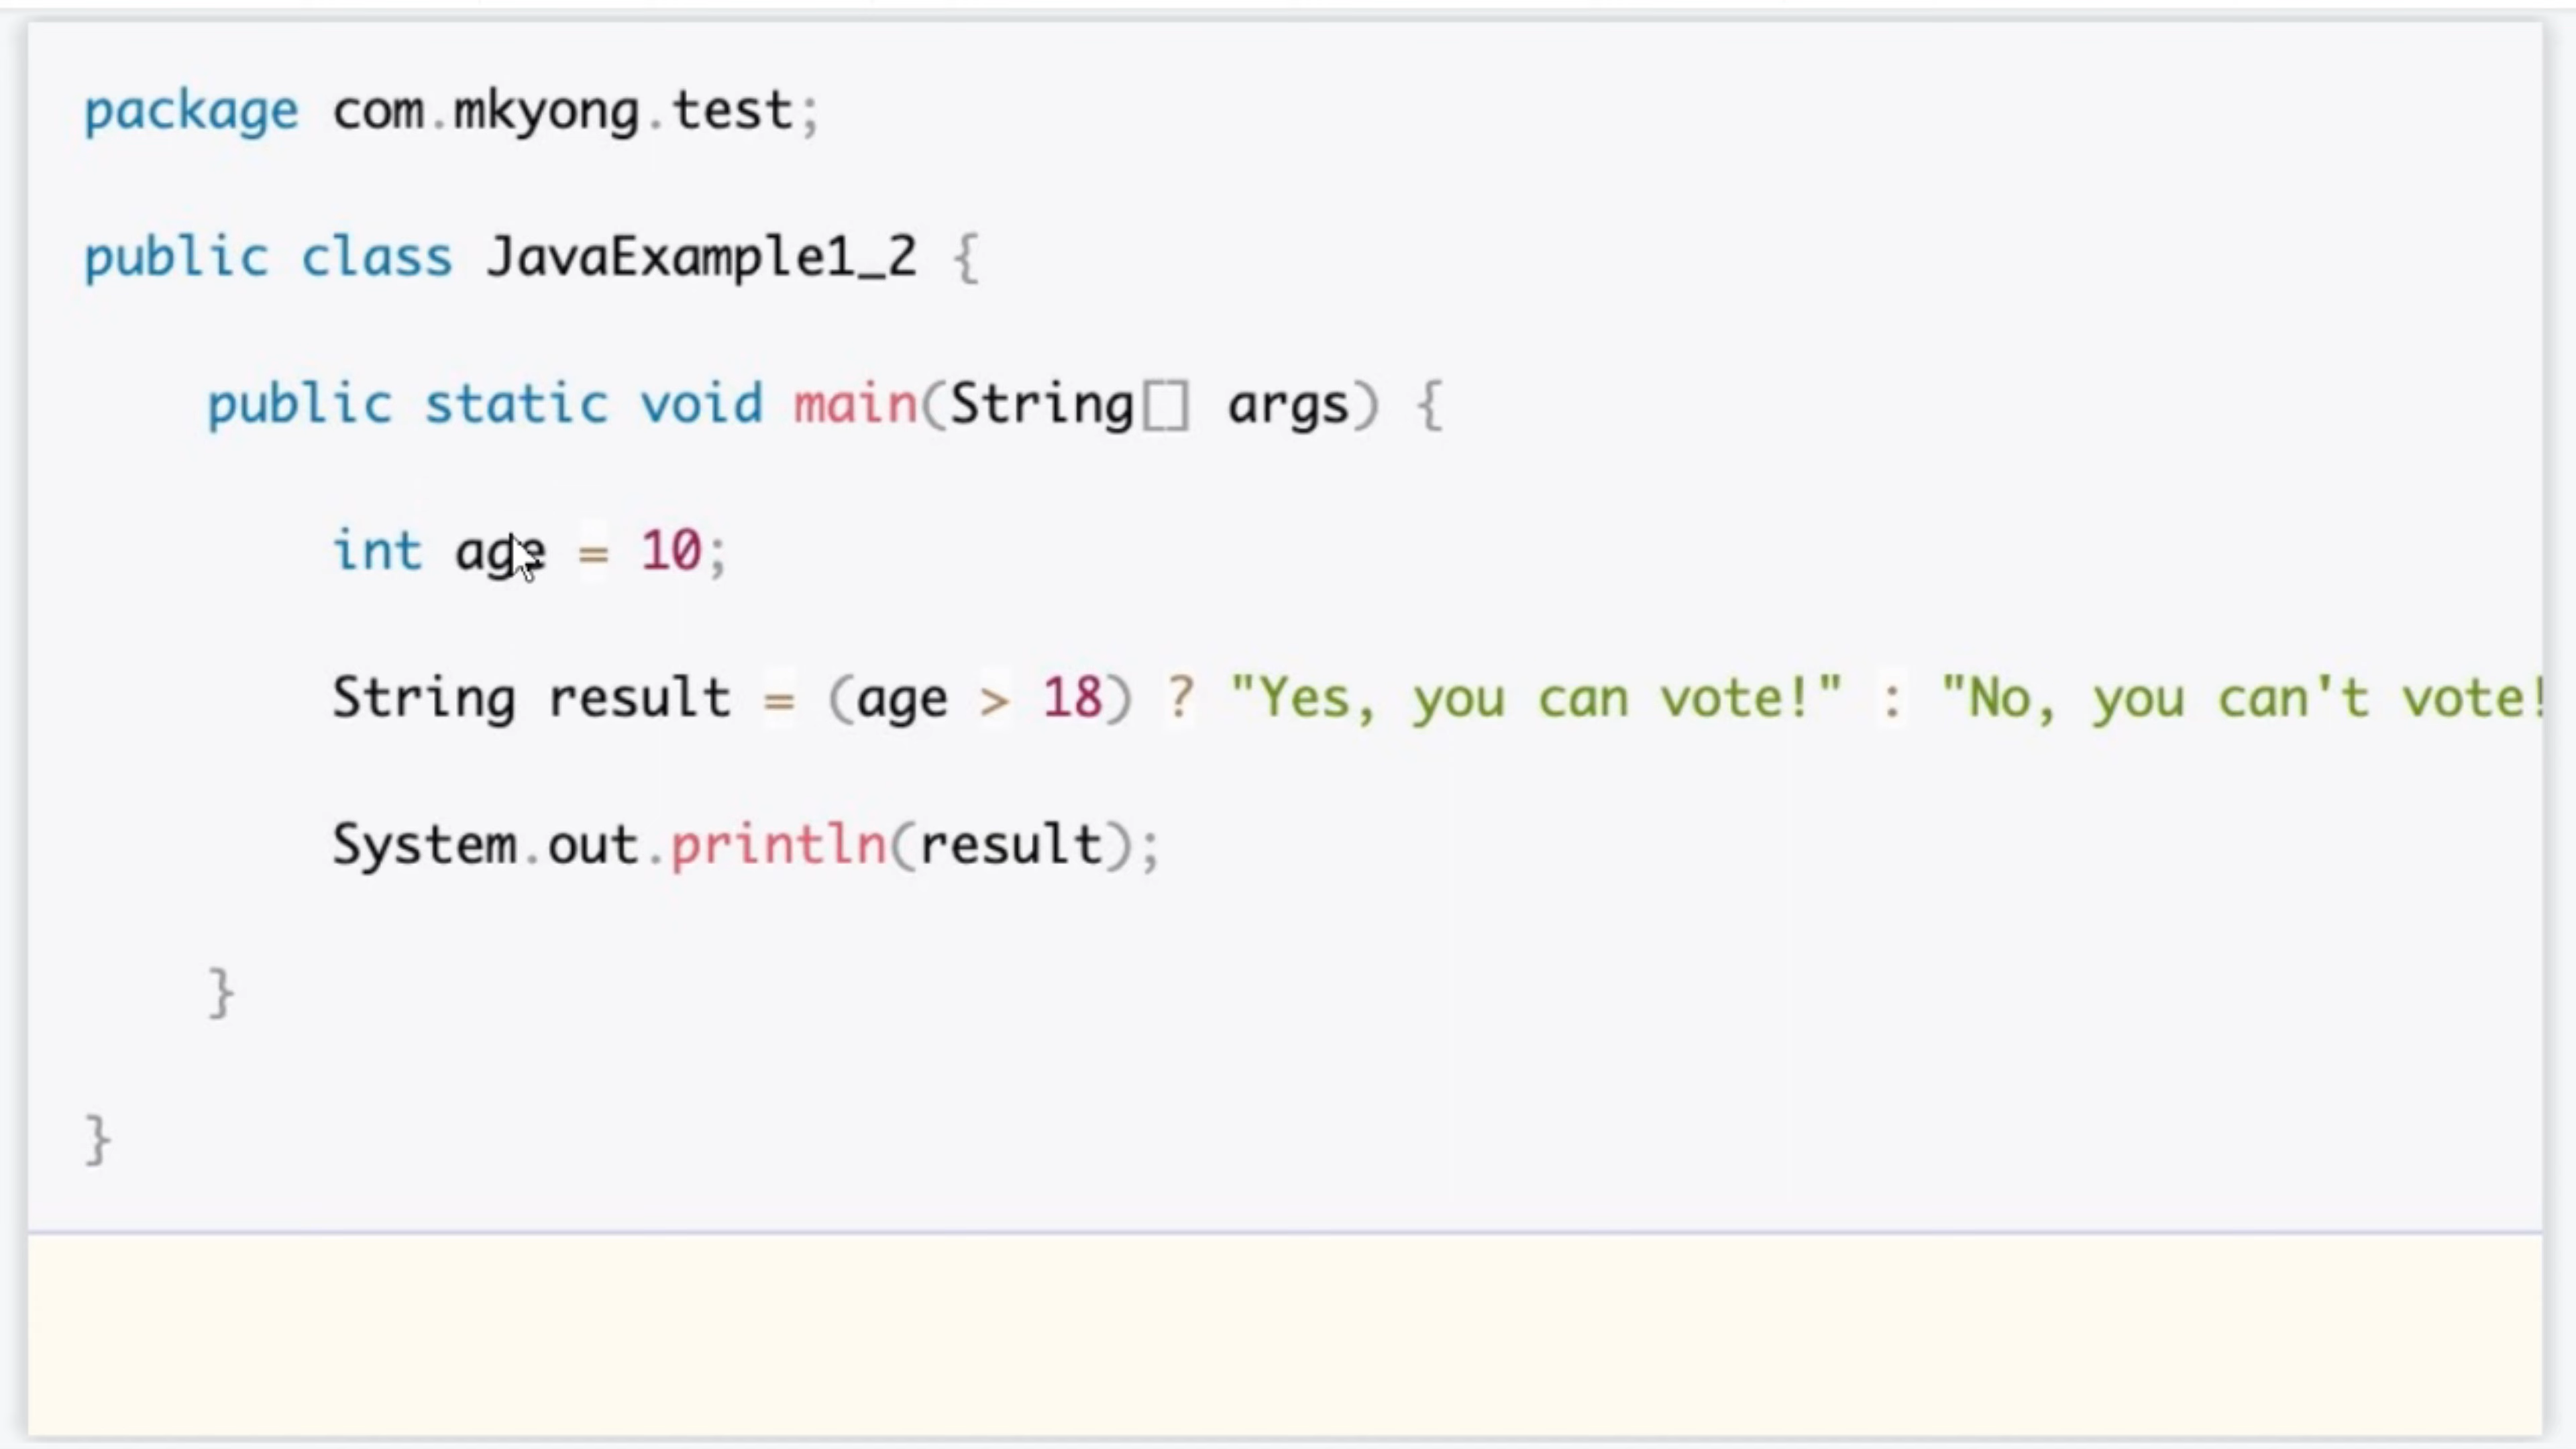 package com.mkyong.test;
public class JavaExample1_2 {
public static void main(String[] args) {
int age = 10;
String result = (age > 18) ? "Yes, you can vote!" : "No, you can't vote!
System.out.println(result);
}
}